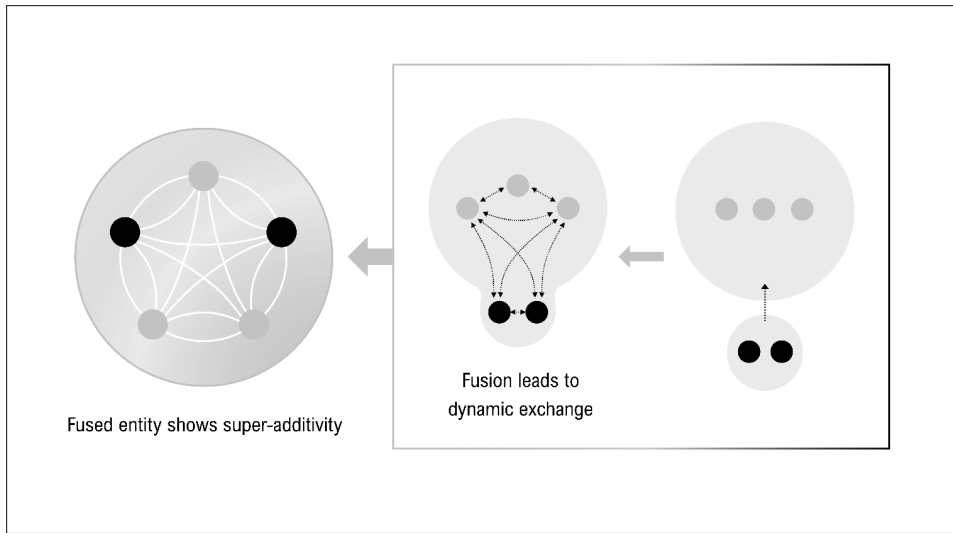 Fused entity shows super-additivity
Fusion leads to
dynamic exchange